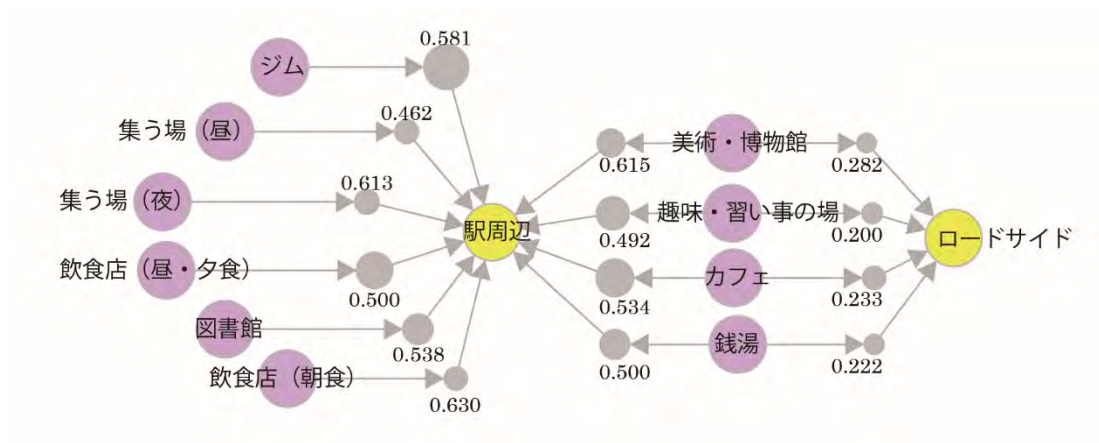 ジム
0.581
集う場（昼）
0.462
集う場（夜）
0.613
飲食店（昼・夕食）
0.500
図書館
0.538
飲食店（朝食）
0.630
駅周辺
美術・博物館
0.615
0.282
趣味・習い事の場
0.492
0.200
カフェ
0.534
0.233
銭湯
0.500
0.222
ロードサイド